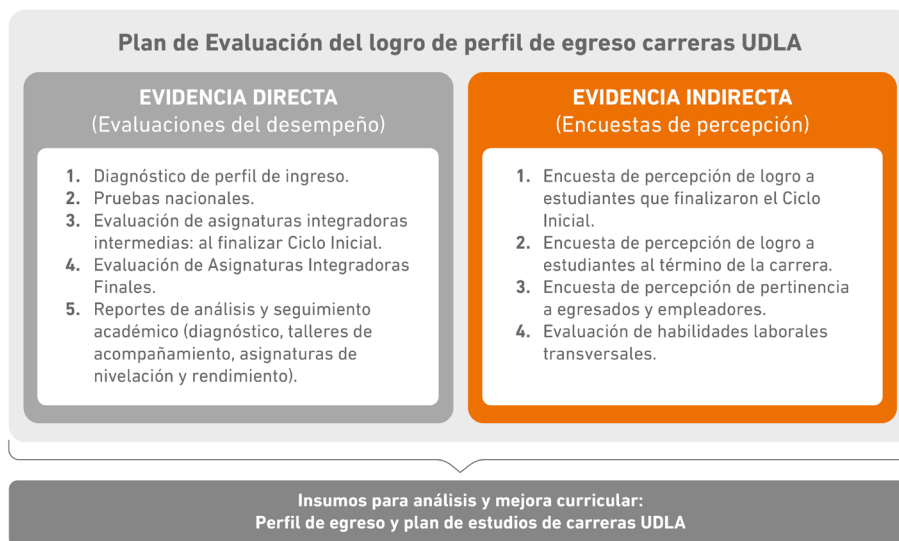 Plan de Evaluación del logro de perfil de egreso carreras UDLA
EVIDENCIA DIRECTA
(Evaluaciones del desempeño)
1. Diagnóstico de perfil de ingreso.
2. Pruebas nacionales.
3. Evaluación de asignaturas integradoras
intermedias: al finalizar Ciclo Inicial.
4. Evaluación de Asignaturas Integradoras
Finales.
5. Reportes de análisis y seguimiento
académico (diagnóstico, talleres de
acompañamiento, asignaturas de
nivelación y rendimiento).
EVIDENCIA INDIRECTA
(Encuestas de percepción)
1. Encuesta de percepción de logro a
estudiantes que finalizaron el Ciclo
Inicial.
2. Encuesta de percepción de logro a
estudiantes al término de la carrera.
3. Encuesta de percepción de pertinencia
a egresados y empleadores.
4. Evaluación de habilidades laborales
transversales.
Insumos para análisis y mejora curricular:
Perfil de egreso y plan de estudios de carreras UDLA